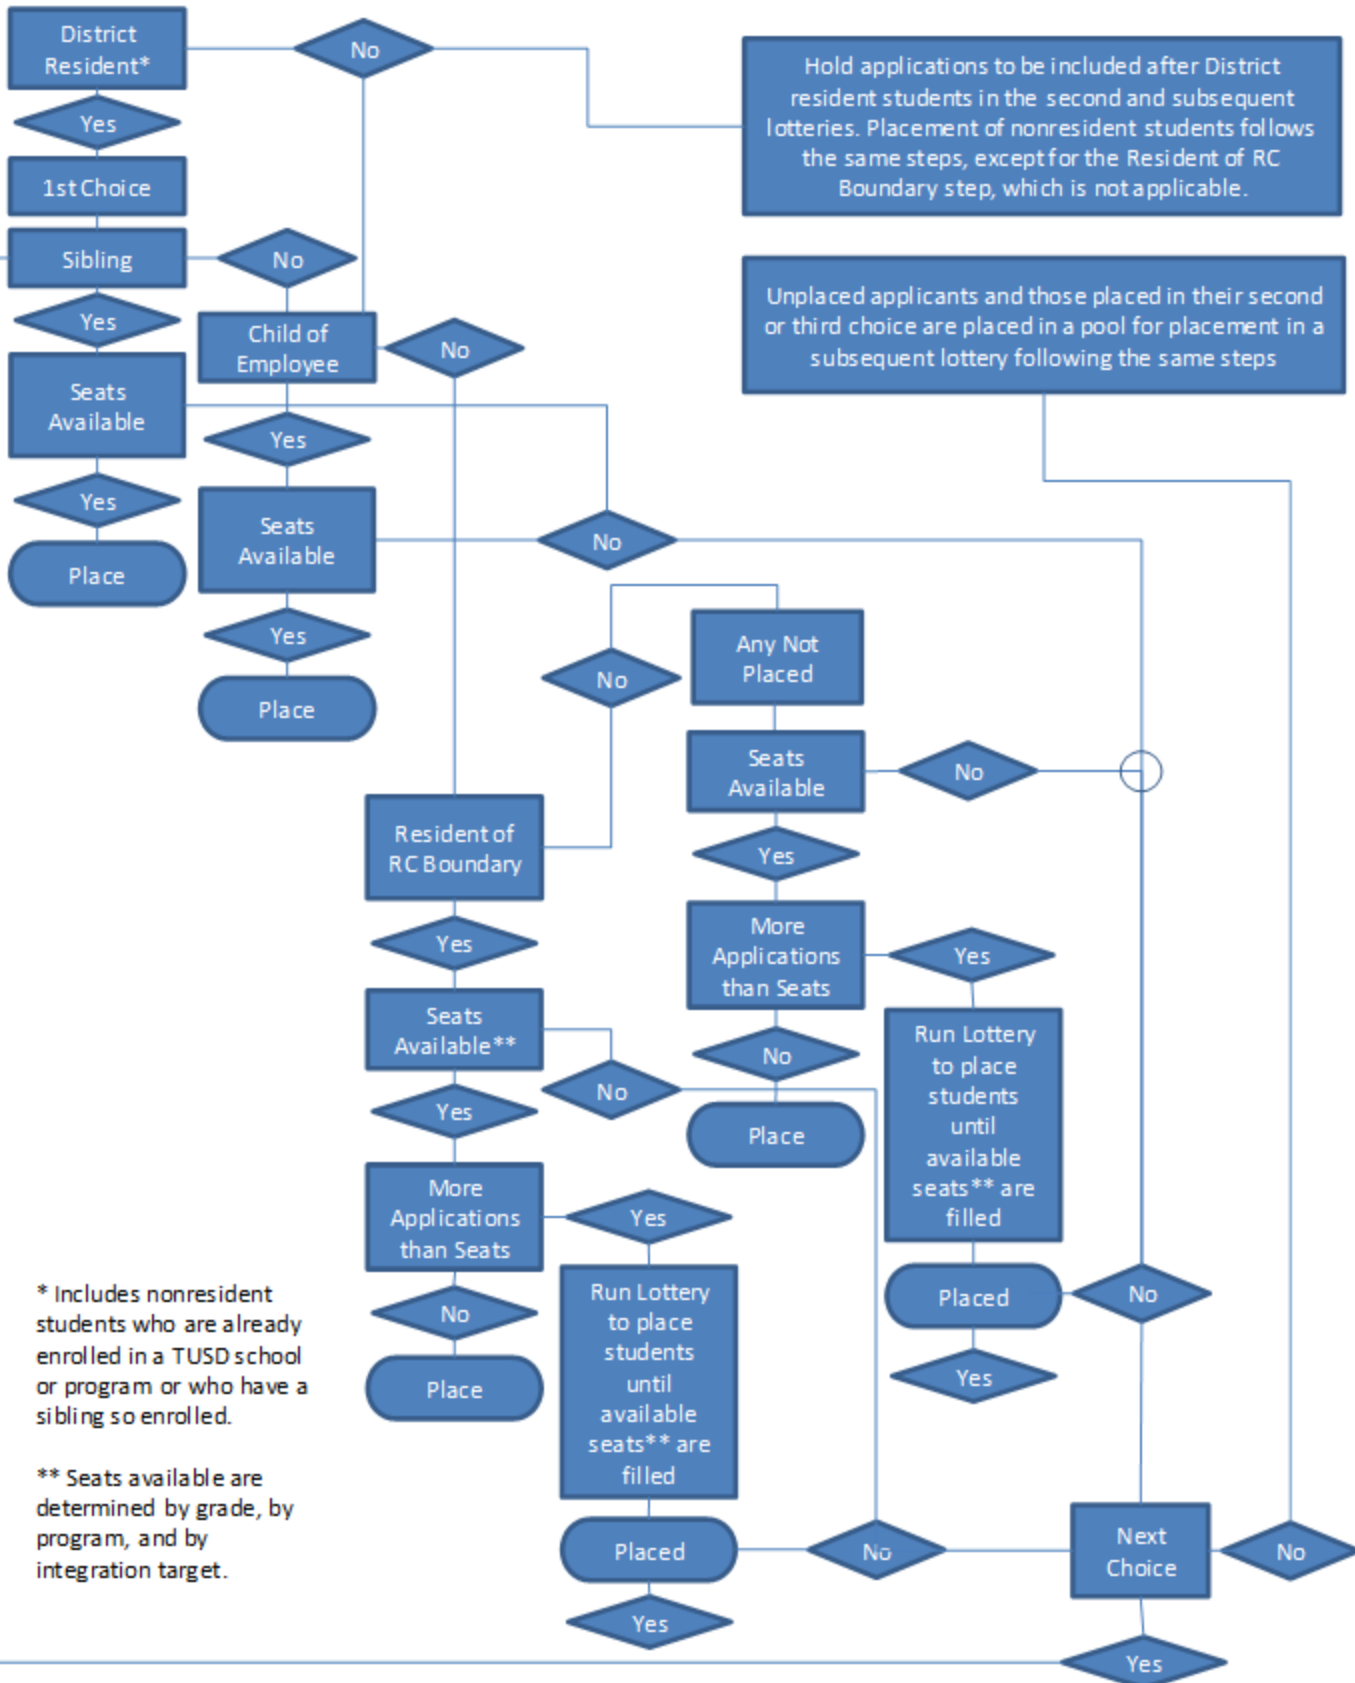 District
Resident*
No
Hold applications to be included after District
resident students in the second and subsequent
lotteries. Placement of nonresident students follows
the same steps, except for the Resident of RC
Boundary step, which is not applicable.
Yes
1st Choice
Sibling
No
Unplaced applicants and those placed in their second
or third choice are placed in a pool for placement in a
subsequent lottery following the same steps
Yes
Child of
Employee
No
Seats
Available
Yes
Yes
Seats
Available
No
Place
Yes
Any Not
Placed
No
Place
Seats
Available
No
Resident of
RC Boundary
Yes
Yes
More
Applications
than Seats
Yes
Seats
Available**
Run Lottery
to place
students
until
available
seats** are
filled
No
No
Yes
Place
More
Applications
than Seats
Yes
* Includes nonresident
students who are already
enrolled in a TUSD school
or program or who have a
sibling so enrolled.
No
Run Lottery
to place
students
until
available
seats** are
filled
Placed
No
Place
Yes
** Seats available are
determined by grade, by
program, and by
integration target.
Placed
No
Next
Choice
No
Yes
Yes